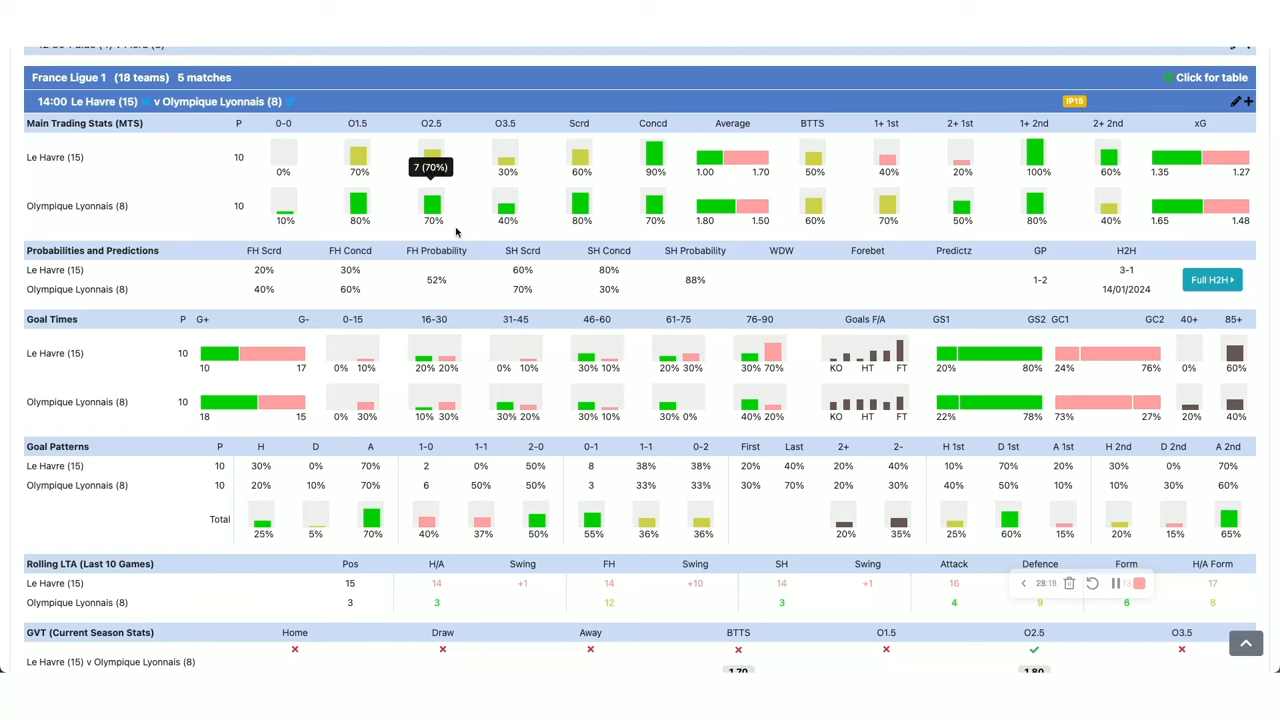 France Ligue 1 (18 teams) 5 matches Click for table
14:00 Le Havre (15) v Olympique Lyonnais (8) IP15
Main Trading Stats (MTS) P 0-0 O1.5 O2.5 O3.5 Scrd Concd Average BTTS 1+ 1st 2+ 1st 1+ 2nd 2+ 2nd xG
Le Havre (15) 10
7 (70%)
0% 70% 30% 60% 90% 1.00 1.70 50% 40% 20% 100% 60% 1.35 1.27
Olympique Lyonnais (8) 10
10% 80% 70% 40% 80% 70% 1.80 1.50 60% 70% 50% 80% 40% 1.65 1.48
Probabilities and Predictions FH Scrd FH Concd FH Probability SH Scrd SH Concd SH Probability WDW Forebet Predictz GP H2H
Le Havre (15) 20% 30% 60% 80% 3-1
52% 88% 1-2 Full H2H
Olympique Lyonnais (8) 40% 60% 70% 30% 14/01/2024
Goal Times P G+ G- 0-15 16-30 31-45 46-60 61-75 76-90 Goals F/A GS1 GS2 GC1 GC2 40+ 85+
Le Havre (15) 10
10 17 0% 10% 20% 20% 0% 10% 30% 10% 20% 30% 30% 70% KO HT FT 20% 80% 24% 76% 0% 60%
Olympique Lyonnais (8) 10
18 15 0% 30% 10% 30% 30% 20% 30% 10% 30% 0% 40% 20% KO HT FT 22% 78% 73% 27% 20% 40%
Goal Patterns P H D A 1-0 1-1 2-0 0-1 1-1 0-2 First Last 2+ 2- H 1st D 1st A 1st H 2nd D 2nd A 2nd
Le Havre (15) 10 30% 0% 70% 2 0% 50% 8 38% 38% 20% 40% 20% 40% 10% 70% 20% 30% 0% 70%
Olympique Lyonnais (8) 10 20% 10% 70% 6 50% 50% 3 33% 33% 30% 70% 20% 30% 40% 50% 10% 10% 30% 60%
Total
25% 5% 70% 40% 37% 50% 55% 36% 36% 20% 35% 25% 60% 15% 20% 15% 65%
Rolling LTA (Last 10 Games) Pos H/A Swing FH Swing SH Swing Attack Defence Form H/A Form
Le Havre (15) 15 14 +1 14 +10 14 +1 16 28:18 13 17
Olympique Lyonnais (8) 3 3 12 3 4 9 6 8
GVT (Current Season Stats) Home Draw Away BTTS O1.5 O2.5 O3.5
Le Havre (15) v Olympique Lyonnais (8)
1.70 1.80